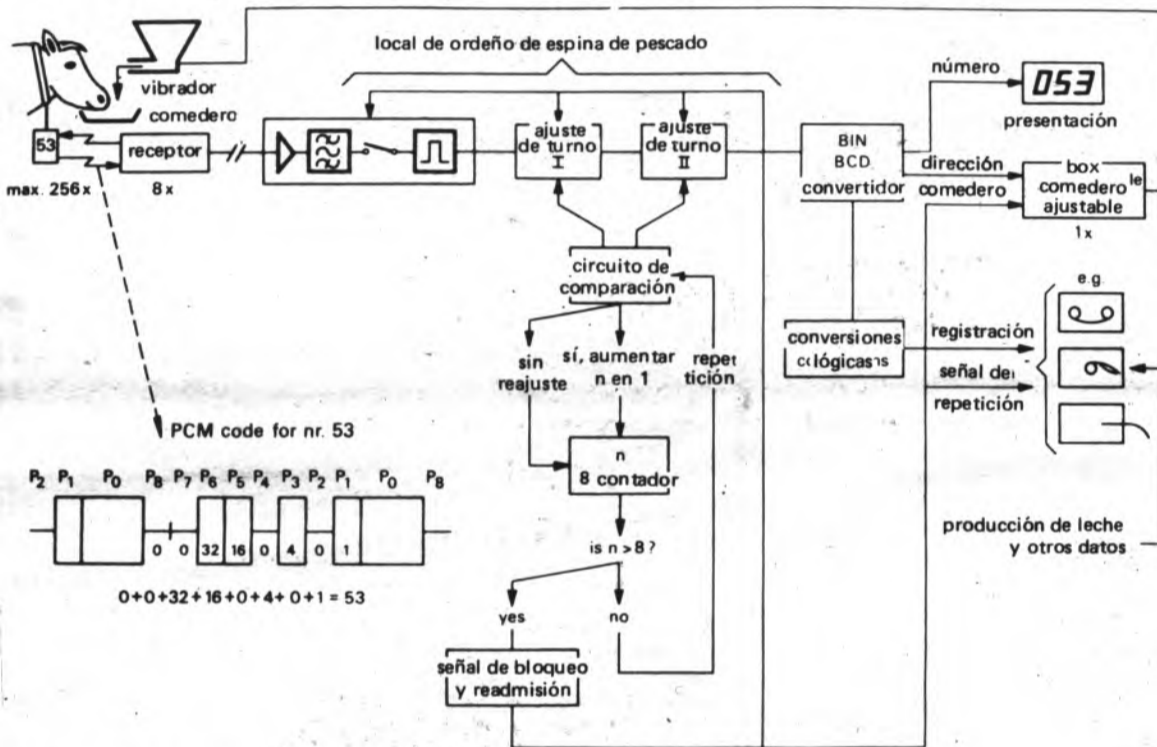 local de ordeño de espina de pescado
vibrador
comedero
53
receptor
max. 256x
8x
ajuste
de turno
I
ajuste
de turno
II
BIN
BCD.
convertidor
número
053
presentación
dirección
comedero
box
comedero
ajustable
le
1x
circuito de
comparación
sin
reajuste
sí, aumentar
n en 1
repet
tición
conversiones
lógicas
registración
señal de
repetición
e.g.
n
8 contador
is n > 8 ?
yes
no
señal de bloqueo
y readmisión
producción de leche
y otros datos
PCM code for nr. 53
P2 P1 P0 P8 P7 P6 P5 P4 P3 P2 P1 P0 P8
0 0 32 16 0 4 0 1
0+0+32+16+0+4+0+1 = 53